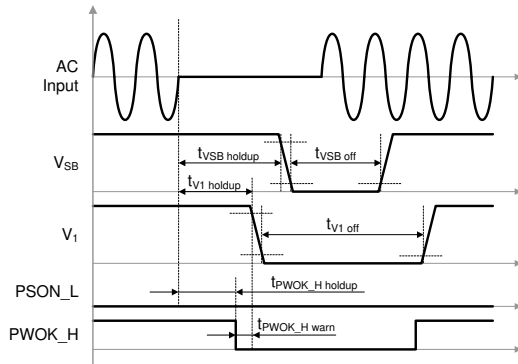 AC
Input
VSB
tVSB holdup
tVSB off
tV1 holdup
V1
tV1 off
PSON_L
tPWOK_H holdup
PWOK_H
tPWOK_H warn